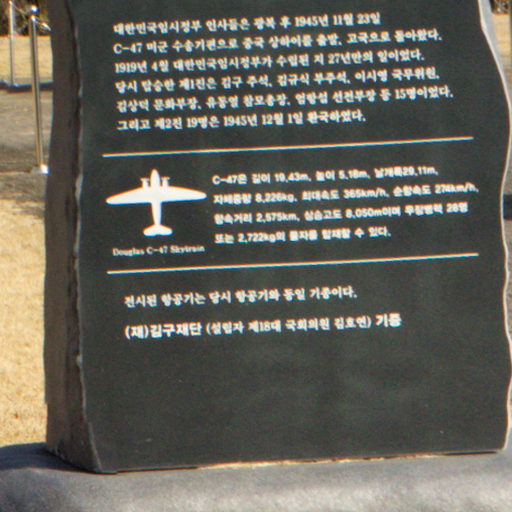 대한민국임시정부 인사들은 광복 후 1945년 11월 23일
C-47 미군 수송기편으로 중국 상하이를 출발, 고국으로 돌아왔다.
1919년 4월 대한민국임시정부가 수립된 지 27년만의 일이었다.
당시 탑승한 제1진은 김구 주석, 김규식 부주석, 이시영 국무위원,
김상덕 문화부장, 유동열 참모총장, 엄항섭 선전부장 등 15명이었다.
그리고 제2진 19명은 1945년 12월 1일 환국하였다.
C-47은 길이 19.43m, 높이 5.18m, 날개폭29.11m,
자체중량 8,226kg, 최대속도 365km/h, 순항속도 274km/h,
항속거리 2,575km, 상승고도 8,050m이며 무장병력 28명
또는 2,722kg의 물자를 탑재할 수 있다.
Douglas C-47 Skytrain
전시된 항공기는 당시 항공기와 동일 기종이다.
(재)김구재단 (설립자 제18대 국회의원 김호연) 기증